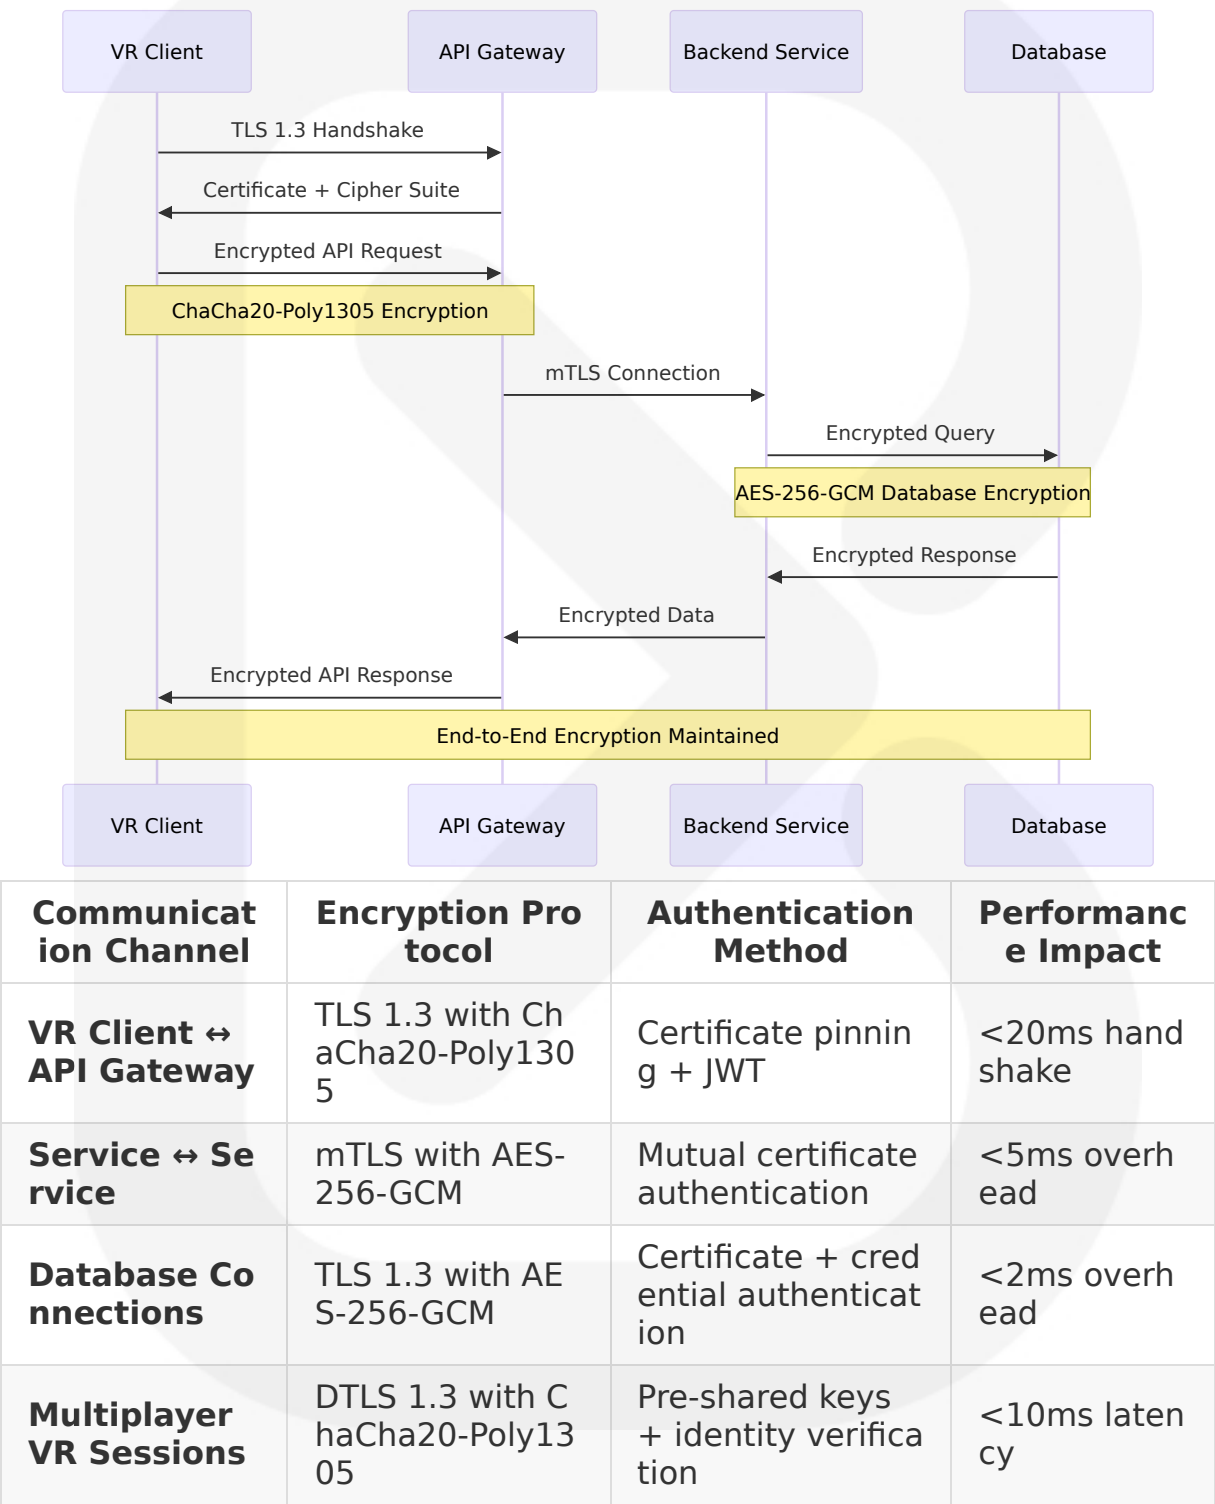 VR Client
API Gateway
Backend Service
Database
TLS 1.3 Handshake
Certificate + Cipher Suite
Encrypted API Request
ChaCha20-Poly1305 Encryption
mTLS Connection
Encrypted Query
AES-256-GCM Database Encryption
Encrypted Response
Encrypted Data
Encrypted API Response
End-to-End Encryption Maintained
VR Client
API Gateway
Backend Service
Database
Communicat
ion Channel
Encryption Pro
tocol
Authentication
Method
Performanc
e Impact
VR Client ↔
API Gateway
TLS 1.3 with Ch
aCha20-Poly130
5
Certificate pinnin
g + JWT
<20ms hand
shake
Service ↔ Se
rvice
mTLS with AES-
256-GCM
Mutual certificate
authentication
<5ms overh
ead
Database Co
nnections
TLS 1.3 with AE
S-256-GCM
Certificate + cred
ential authenticat
ion
<2ms overh
ead
Multiplayer
VR Sessions
DTLS 1.3 with C
haCha20-Poly13
05
Pre-shared keys
+ identity verifica
tion
<10ms laten
cy